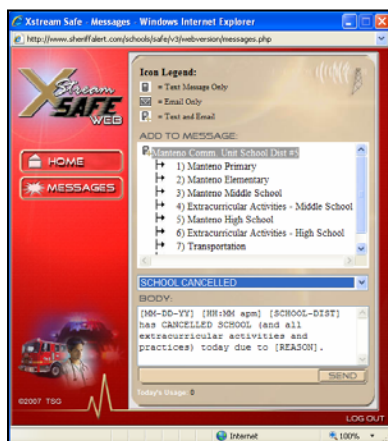 Xstream Safe - Messages - Windows Internet Explorer
http://www.sheriffalert.com/schools/safe/v3/webversion/messages.php
Xstream
SAFE
WEB
HOME
MESSAGES
©2007 TSG
Icon Legend:
= Text Message Only
= Email Only
= Text and Email
ADD TO MESSAGE:
Manteno Comm. Unit School Dist #5
1) Manteno Primary
2) Manteno Elementary
3) Manteno Middle School
4) Extracurricular Activities - Middle School
5) Manteno High School
6) Extracurricular Activities - High School
7) Transportation
SCHOOL CANCELLED
BODY:
[MM-DD-YY] [HH:MM apm] [SCHOOL-DIST]
has CANCELLED SCHOOL (and all
extracurricular activities and
practices) today due to [REASON].
SEND
Today's Usage: 0
LOG OUT
Internet
100%